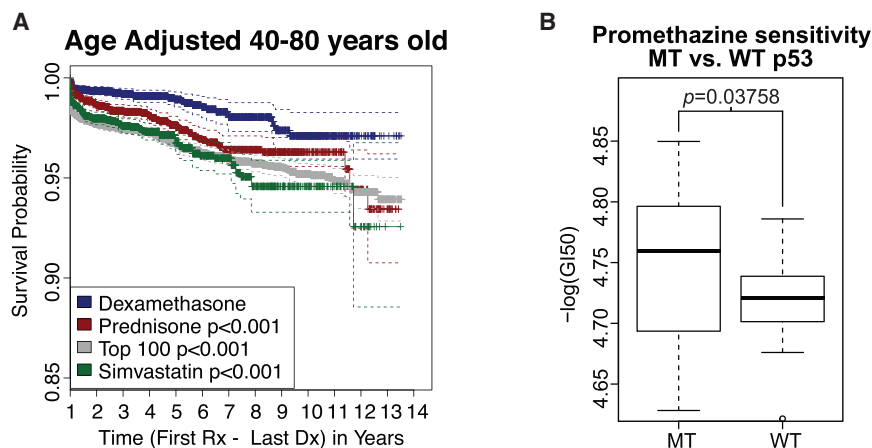 A
Age Adjusted 40-80 years old
Survival Probability
1.00
0.95
0.90
0.85
Dexamethasone
Prednisone p<0.001
Top 100 p<0.001
Simvastatin p<0.001
1 2 3 4 5 6 7 8 9 10 11 12 13 14
Time (First Rx - Last Dx) in Years
B
Promethazine sensitivity
MT vs. WT p53
p=0.03758
−log(GI50)
4.85
4.80
4.75
4.70
4.65
MT WT